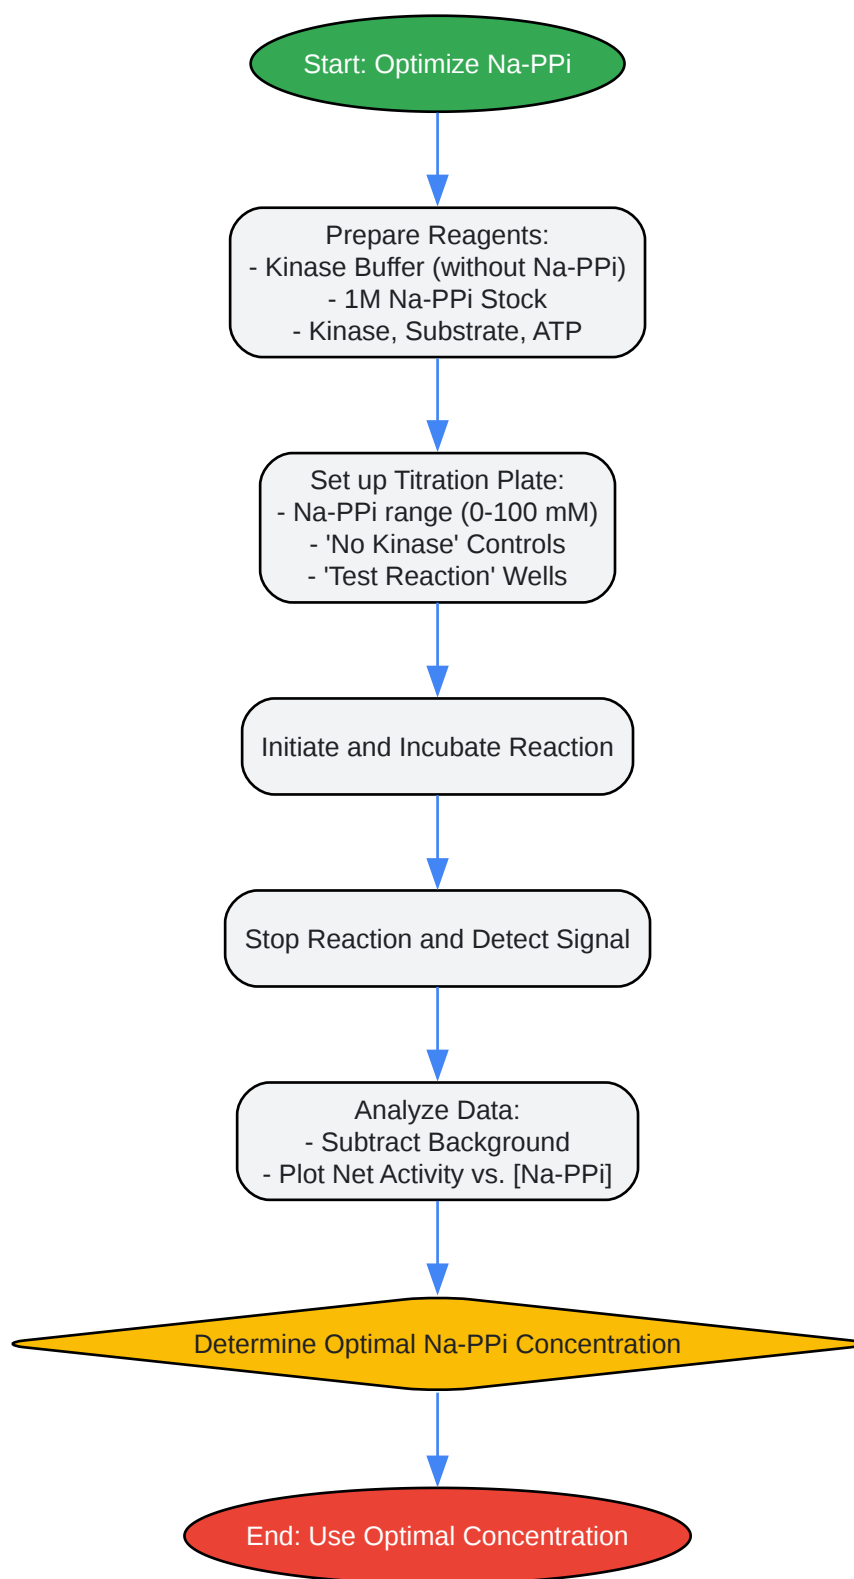 Start: Optimize Na-PPi
Prepare Reagents:
- Kinase Buffer (without Na-PPi)
- 1M Na-PPi Stock
- Kinase, Substrate, ATP
Set up Titration Plate:
- Na-PPi range (0-100 mM)
- 'No Kinase' Controls
- 'Test Reaction' Wells
Initiate and Incubate Reaction
Stop Reaction and Detect Signal
Analyze Data:
- Subtract Background
- Plot Net Activity vs. [Na-PPi]
Determine Optimal Na-PPi Concentration
End: Use Optimal Concentration